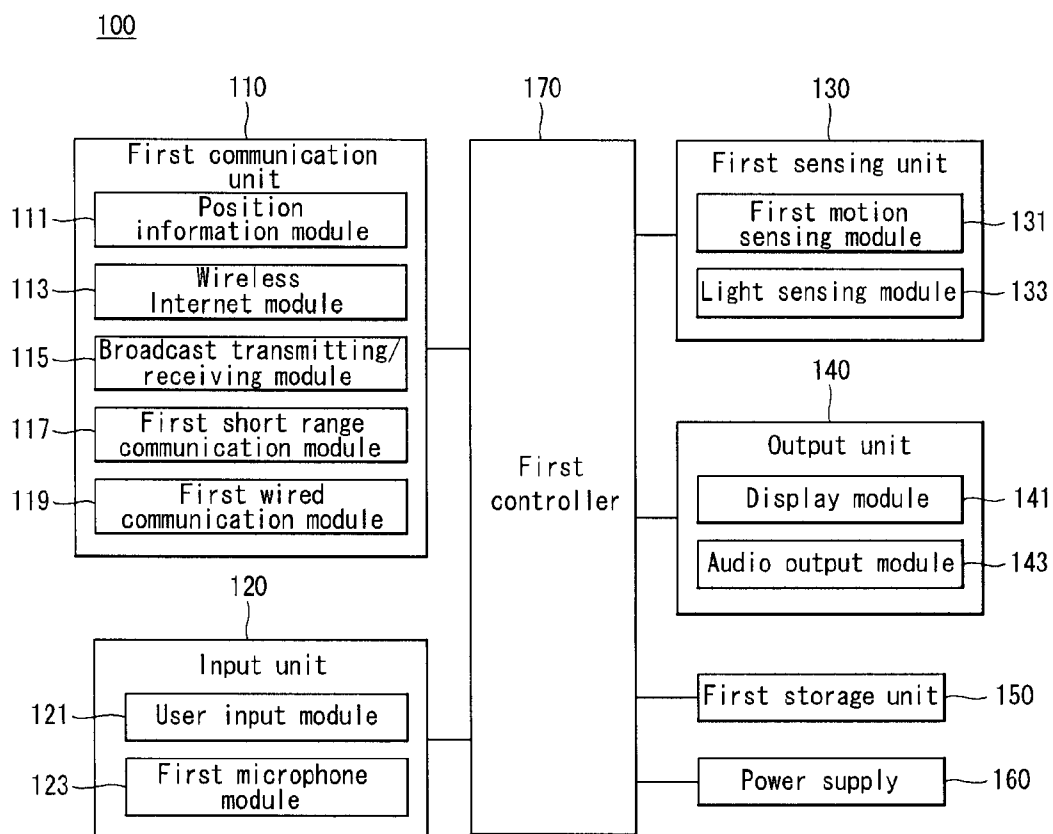 100
110
First communication
unit
111
Position
information module
113
Wireless
Internet module
115
Broadcast transmitting/
receiving module
117
First short range
communication module
119
First wired
communication module
120
Input unit
121
User input module
123
First microphone
module
170
First
controller
130
First sensing unit
First motion
sensing module
131
Light sensing module
133
140
Output unit
Display module
141
Audio output module
143
First storage unit
150
Power supply
160